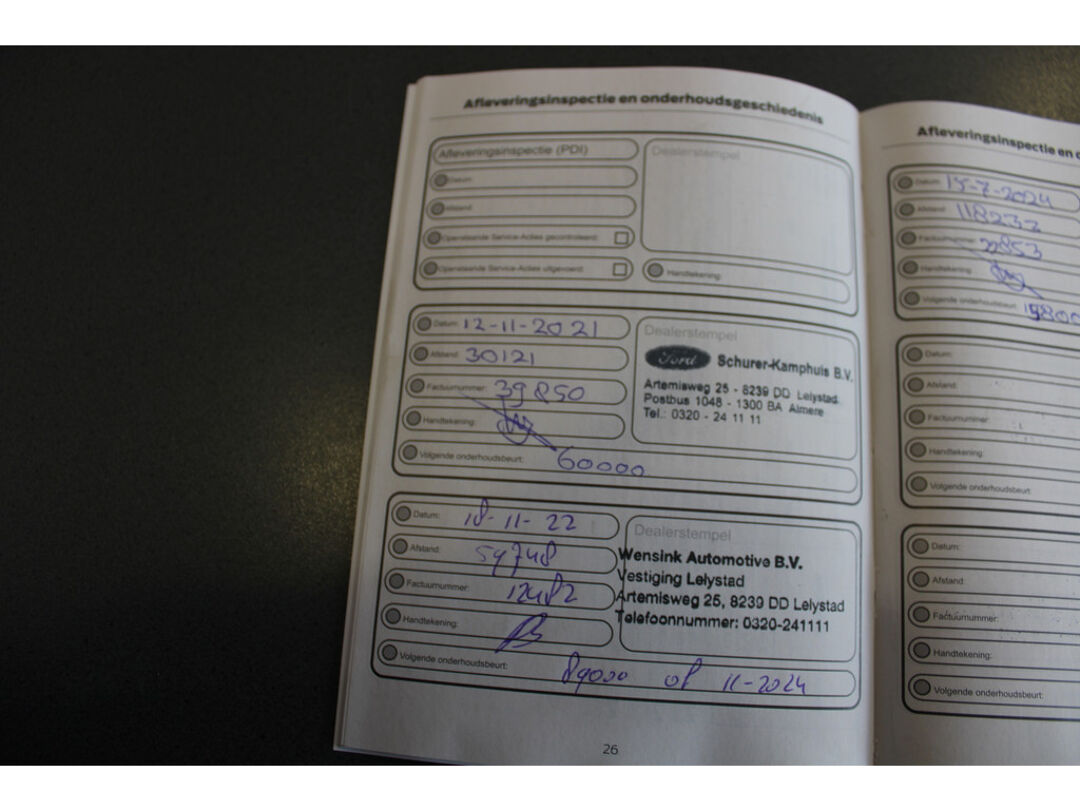 Afleveringsinspectie en onderhoudsgeschiedenis
Afleveringsinspectie (PDI)
Dealerstempel
Datum:
Afstand:
Openstaande Service-Acties gecontroleerd:
Openstaande Service-Acties uitgevoerd:
Handtekening:
Datum: 12-11-2021
Afstand: 30121
Factuurnummer: 39850
Handtekening:
Volgende onderhoudsbeurt: 60000
Dealerstempel
Ford Schurer-Kamphuis B.V.
Artemisweg 25 - 8239 DD Lelystad
Postbus 1048 - 1300 BA Almere
Tel.: 0320 - 24 11 11
Datum: 18-11-22
Afstand: 59748
Factuurnummer: 12482
Handtekening:
Volgende onderhoudsbeurt: 89000 of 11-2024
Dealerstempel
Wensink Automotive B.V.
Vestiging Lelystad
Artemisweg 25, 8239 DD Lelystad
Telefoonnummer: 0320-241111
26
Afleveringsinspectie en
Datum: 15-7-2024
Afstand: 118232
Factuurnummer:
Handtekening:
Volgende onderhoudsbeurt:
Datum:
Afstand:
Factuurnummer:
Handtekening:
Volgende onderhoudsbeurt:
Datum:
Afstand:
Factuurnummer:
Handtekening:
Volgende onderhoudsbeurt: